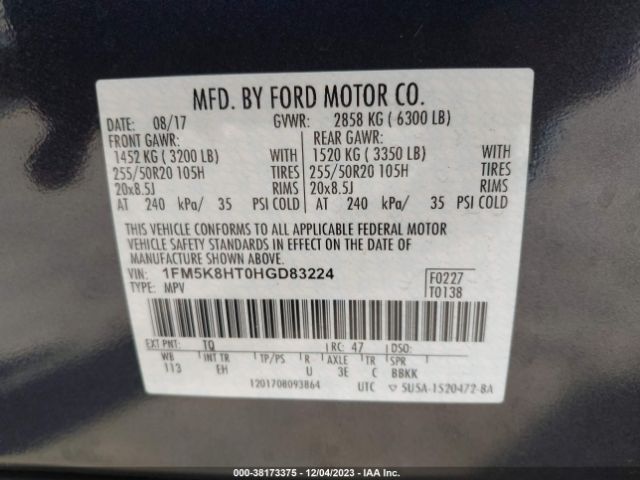 MFD. BY FORD MOTOR CO.
DATE: 08/17 GVWR: 2858 KG ( 6300 LB)
FRONT GAWR: REAR GAWR:
1452 KG ( 3200 LB) WITH 1520 KG ( 3350 LB) WITH
255/50R20 105H TIRES 255/50R20 105H TIRES
20x8.5J RIMS 20x8.5J RIMS
AT 240 kPa/ 35 PSI COLD AT 240 kPa/ 35 PSI COLD
THIS VEHICLE CONFORMS TO ALL APPLICABLE FEDERAL MOTOR
VEHICLE SAFETY STANDARDS IN EFFECT ON THE DATE OF
MANUFACTURE SHOWN ABOVE.
VIN: 1FM5K8HT0HGD83224 F0227
TYPE: MPV T0138
EXT PNT: TQ RC: 47 DSO:
WB INT TR TP/PS R AXLE TR SPR
113 EH U 3E C BBKK
1201708093864 UTC 5USA-1520472-BA
000-38173375 - 12/04/2023 - IAA Inc.